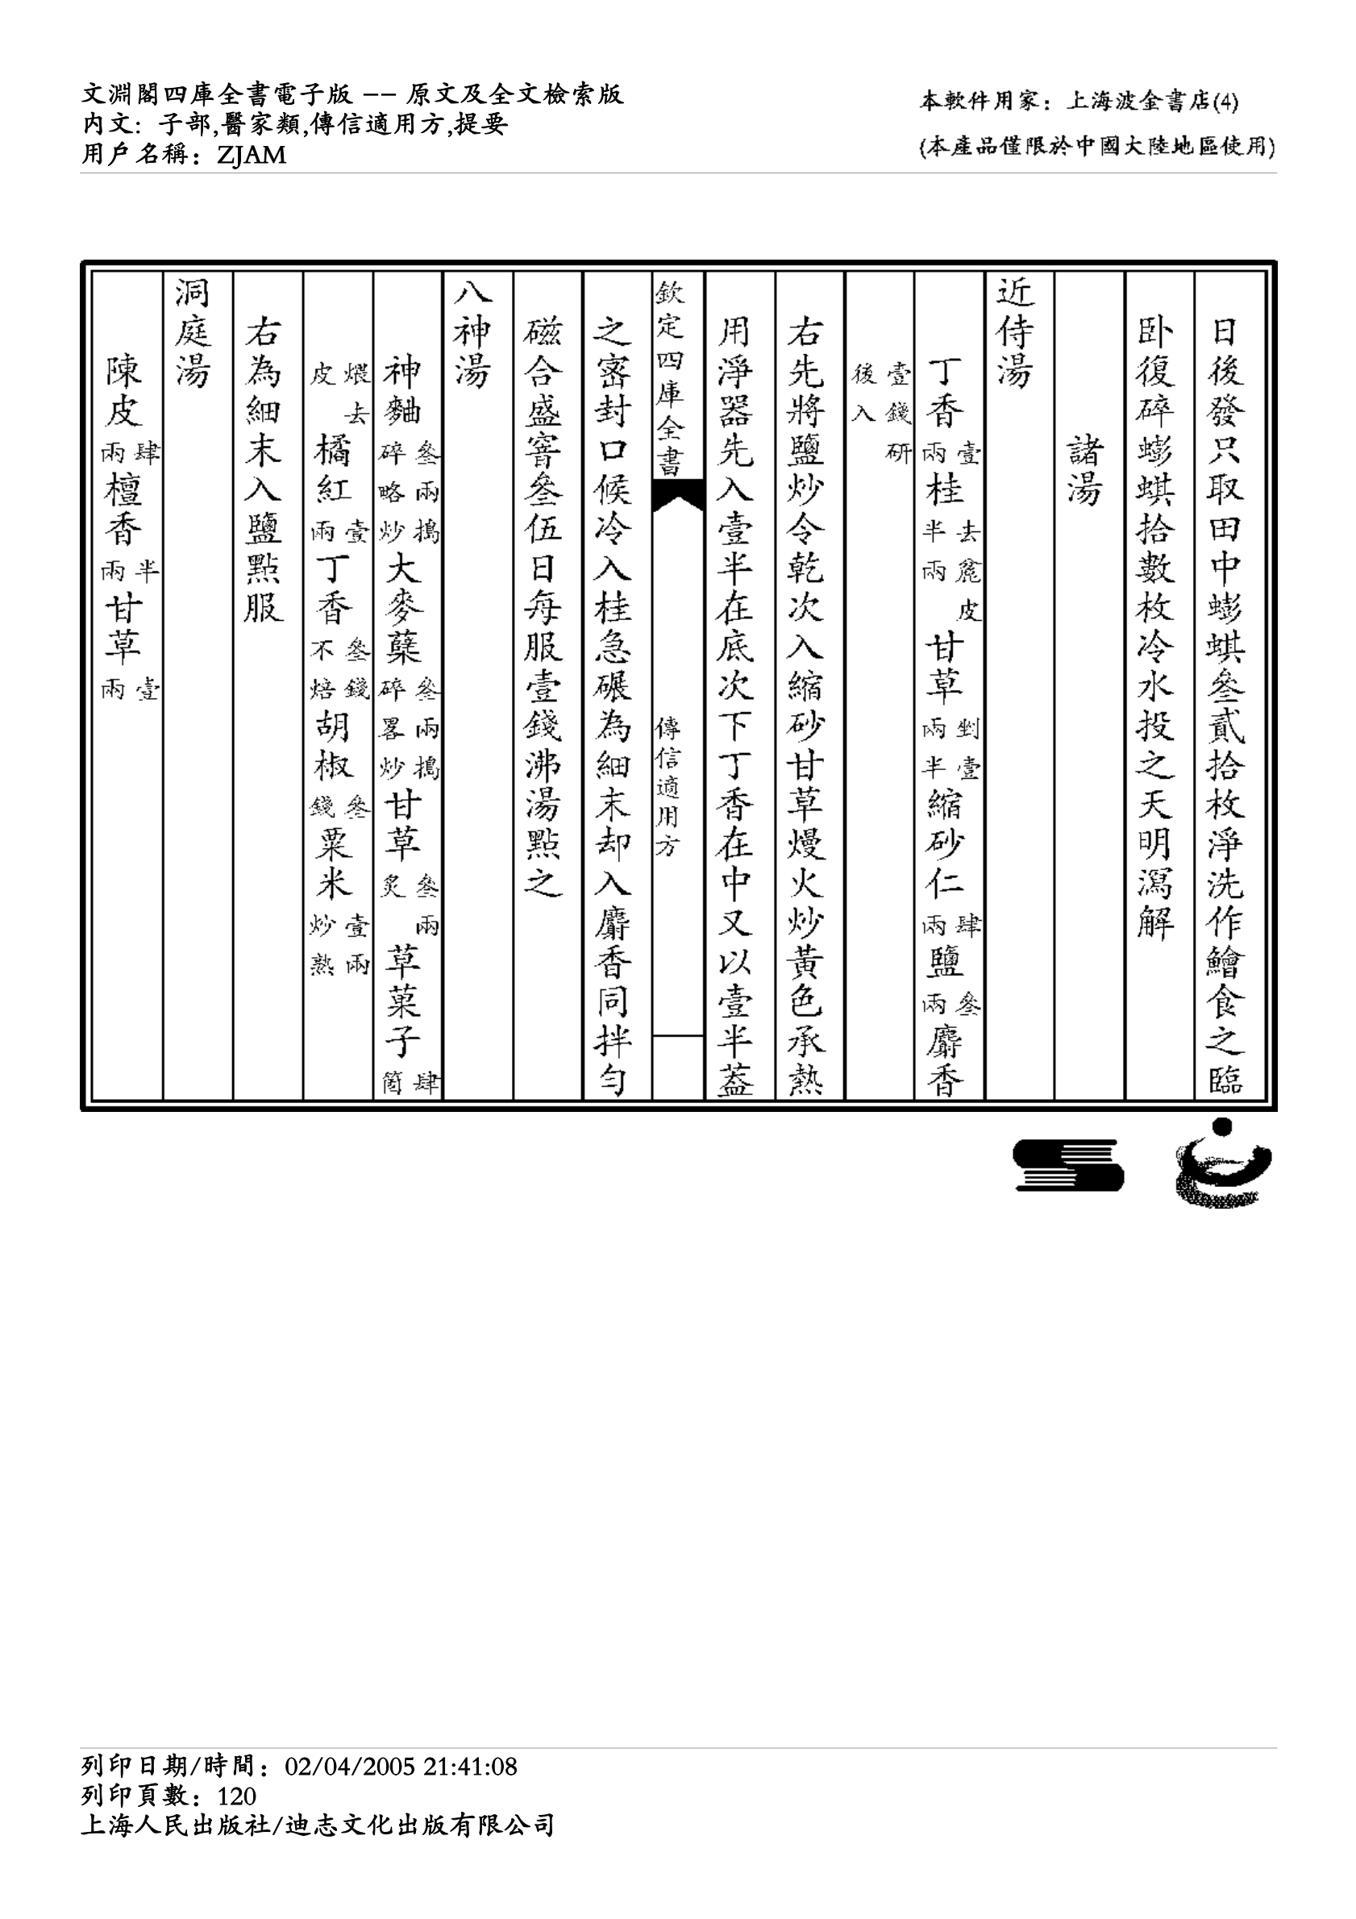 文淵閣四庫全書電子版 -- 原文及全文檢索版
內文: 子部,醫家類,傳信適用方,提要
用戶名稱: ZJAM
本軟件用家: 上海波金書店(4)
(本產品僅限於中國大陸地區使用)
日後發只取田中蟛蜞叄貳拾枚淨洗作鱠食之臨
卧復碎蟛蜞拾數枚冷水投之天明瀉解
諸湯
近侍湯
丁香壹兩桂去麄皮半兩甘草剉壹兩半縮砂仁肆兩鹽叄兩麝香
壹錢研後入
右先將鹽炒令乾次入縮砂甘草熳火炒黃色承熱
用淨器先入壹半在底次下丁香在中又以壹半蓋
欽定四庫全書
傳信適用方
之密封口候冷入桂急碾為細末却入麝香同拌勻
磁合盛窨叄伍日每服壹錢沸湯點之
八神湯
神麯叄兩搗碎略炒大麥蘗叄兩搗碎畧炒甘草叄兩炙草菓子肆箇
煨去皮橘紅壹兩丁香叄錢不焙胡椒叄錢粟米壹兩炒熟
右為細末入鹽點服
洞庭湯
陳皮肆兩檀香半兩甘草壹兩
列印日期/時間: 02/04/2005 21:41:08
列印頁數: 120
上海人民出版社/迪志文化出版有限公司